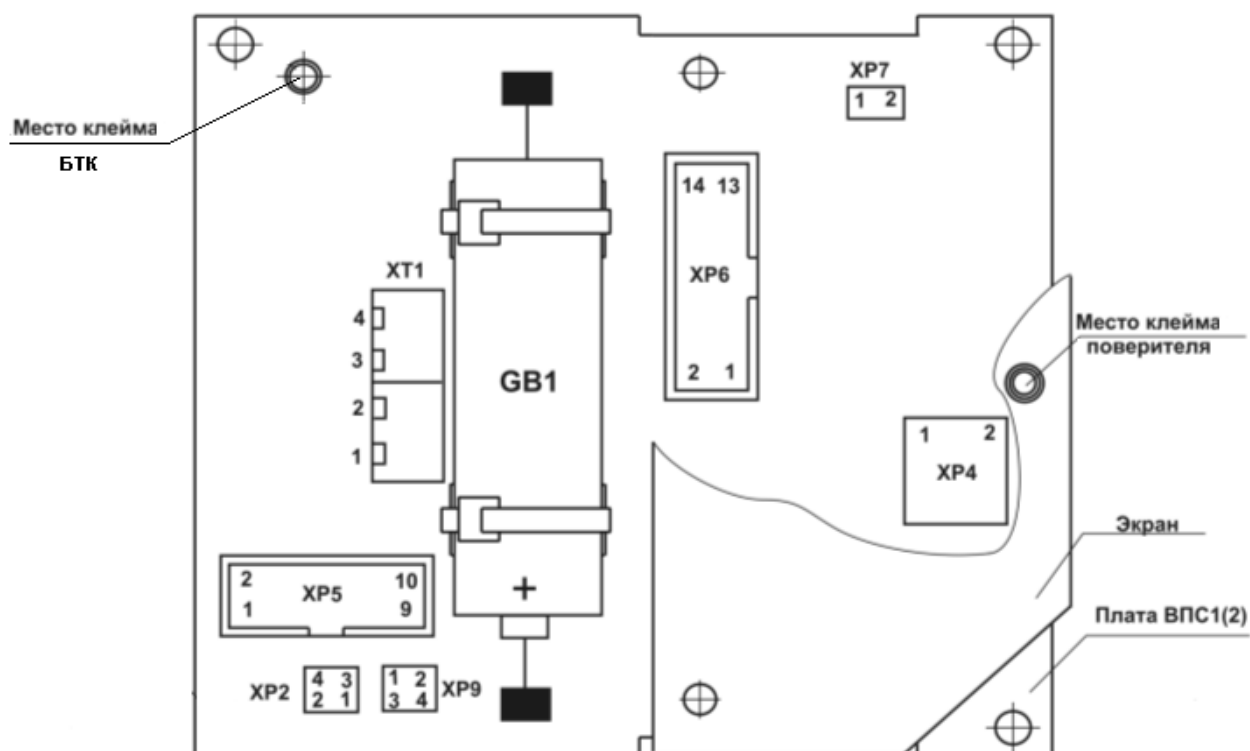 XP7
1 2
Место клейма
БТК
14 13
XP6
2 1
XT1
4
3
2
1
GB1
Место клейма
поверителя
1 2
XP4
Экран
+
2 10
XP5
1 9
Плата ВПС1(2)
XP2
4 3
2 1
1 2
3 4
XP9